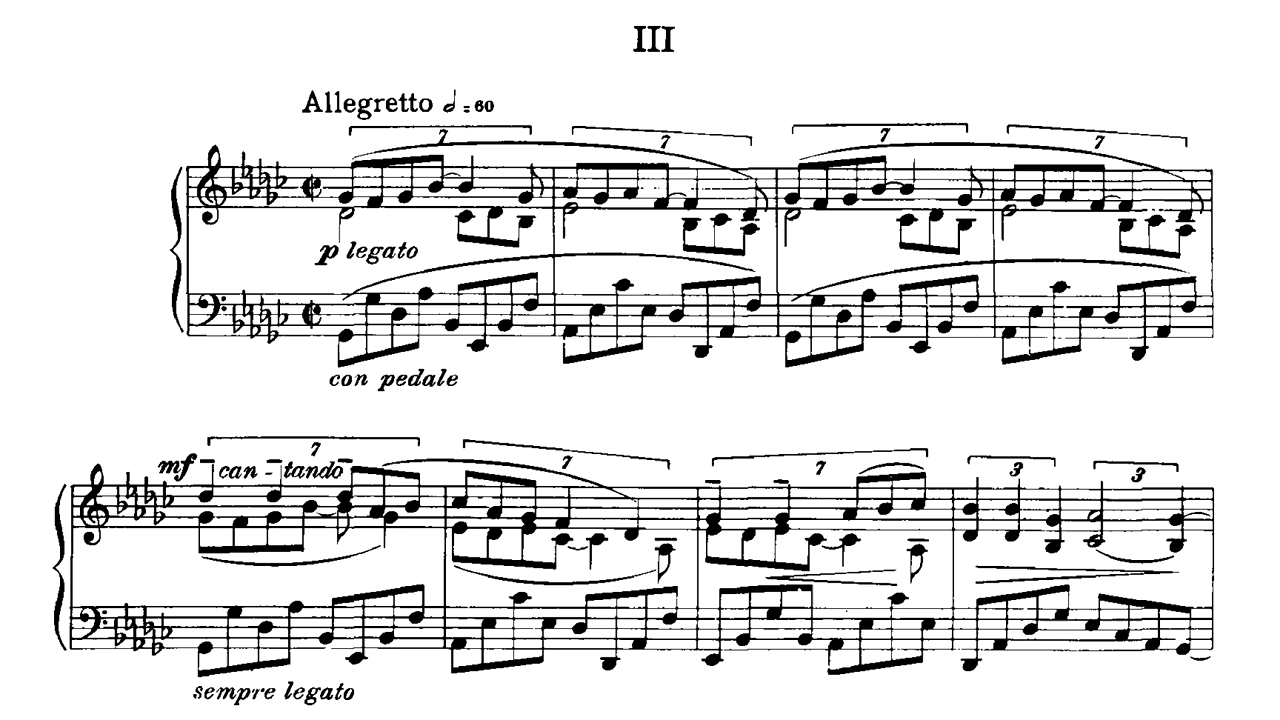 III
Allegretto 𝅗𝅥 = 60
7 7 7 7
p legato
con pedale
7 7 7 3 3
mf can - tando
sempre legato